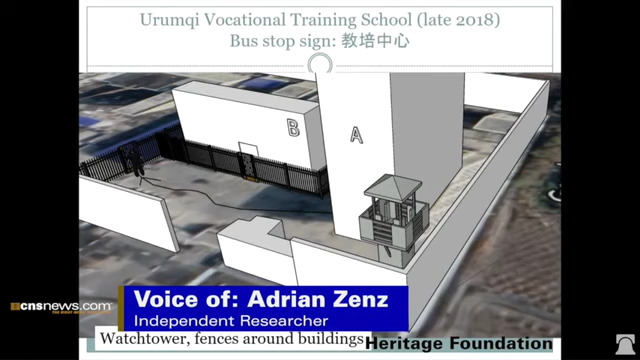 Urumqi Vocational Training School (late 2018)
Bus stop sign: 教培中心
B
A
cnsnews.com
Voice of: Adrian Zenz
Independent Researcher
Watchtower, fences around buildings
Heritage Foundation